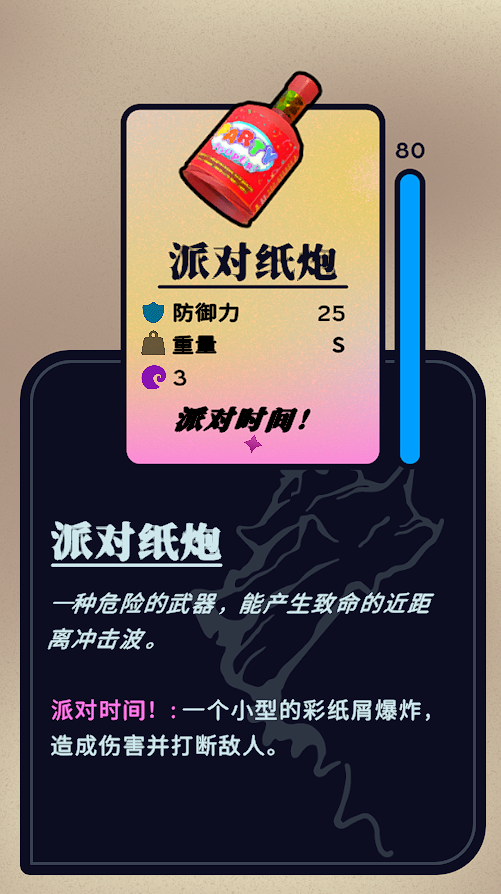 80
PARTY
派对纸炮
防御力 25
重量 S
3
派对时间！
派对纸炮
一种危险的武器，能产生致命的近距
离冲击波。
派对时间！：一个小型的彩纸屑爆炸，
造成伤害并打断敌人。